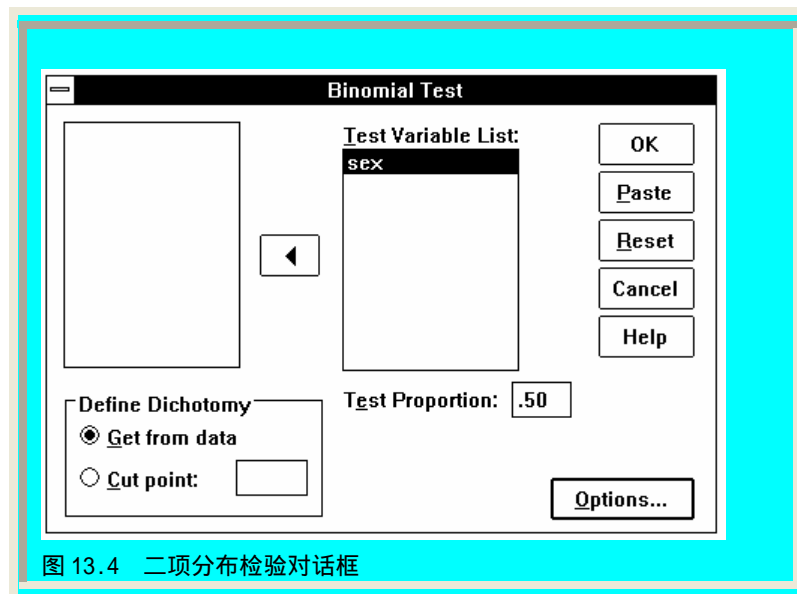 Binomial Test
Test Variable List:
sex
OK
Paste
Reset
Cancel
Help
Define Dichotomy
Get from data
Cut point:
Test Proportion: .50
Options...
图 13.4 二项分布检验对话框